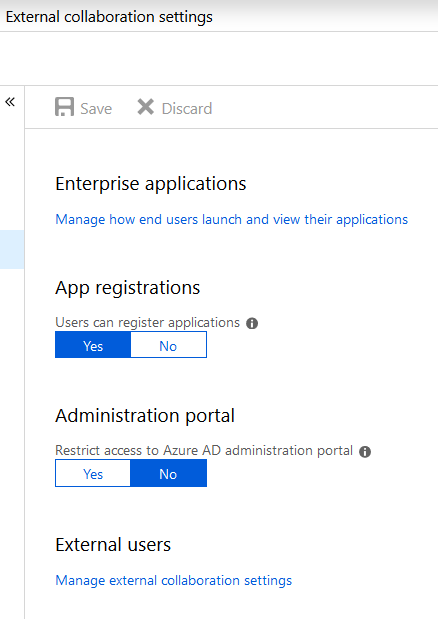 External collaboration settings
«
Save Discard
Enterprise applications
Manage how end users launch and view their applications
App registrations
Users can register applications
Yes No
Administration portal
Restrict access to Azure AD administration portal
Yes No
External users
Manage external collaboration settings